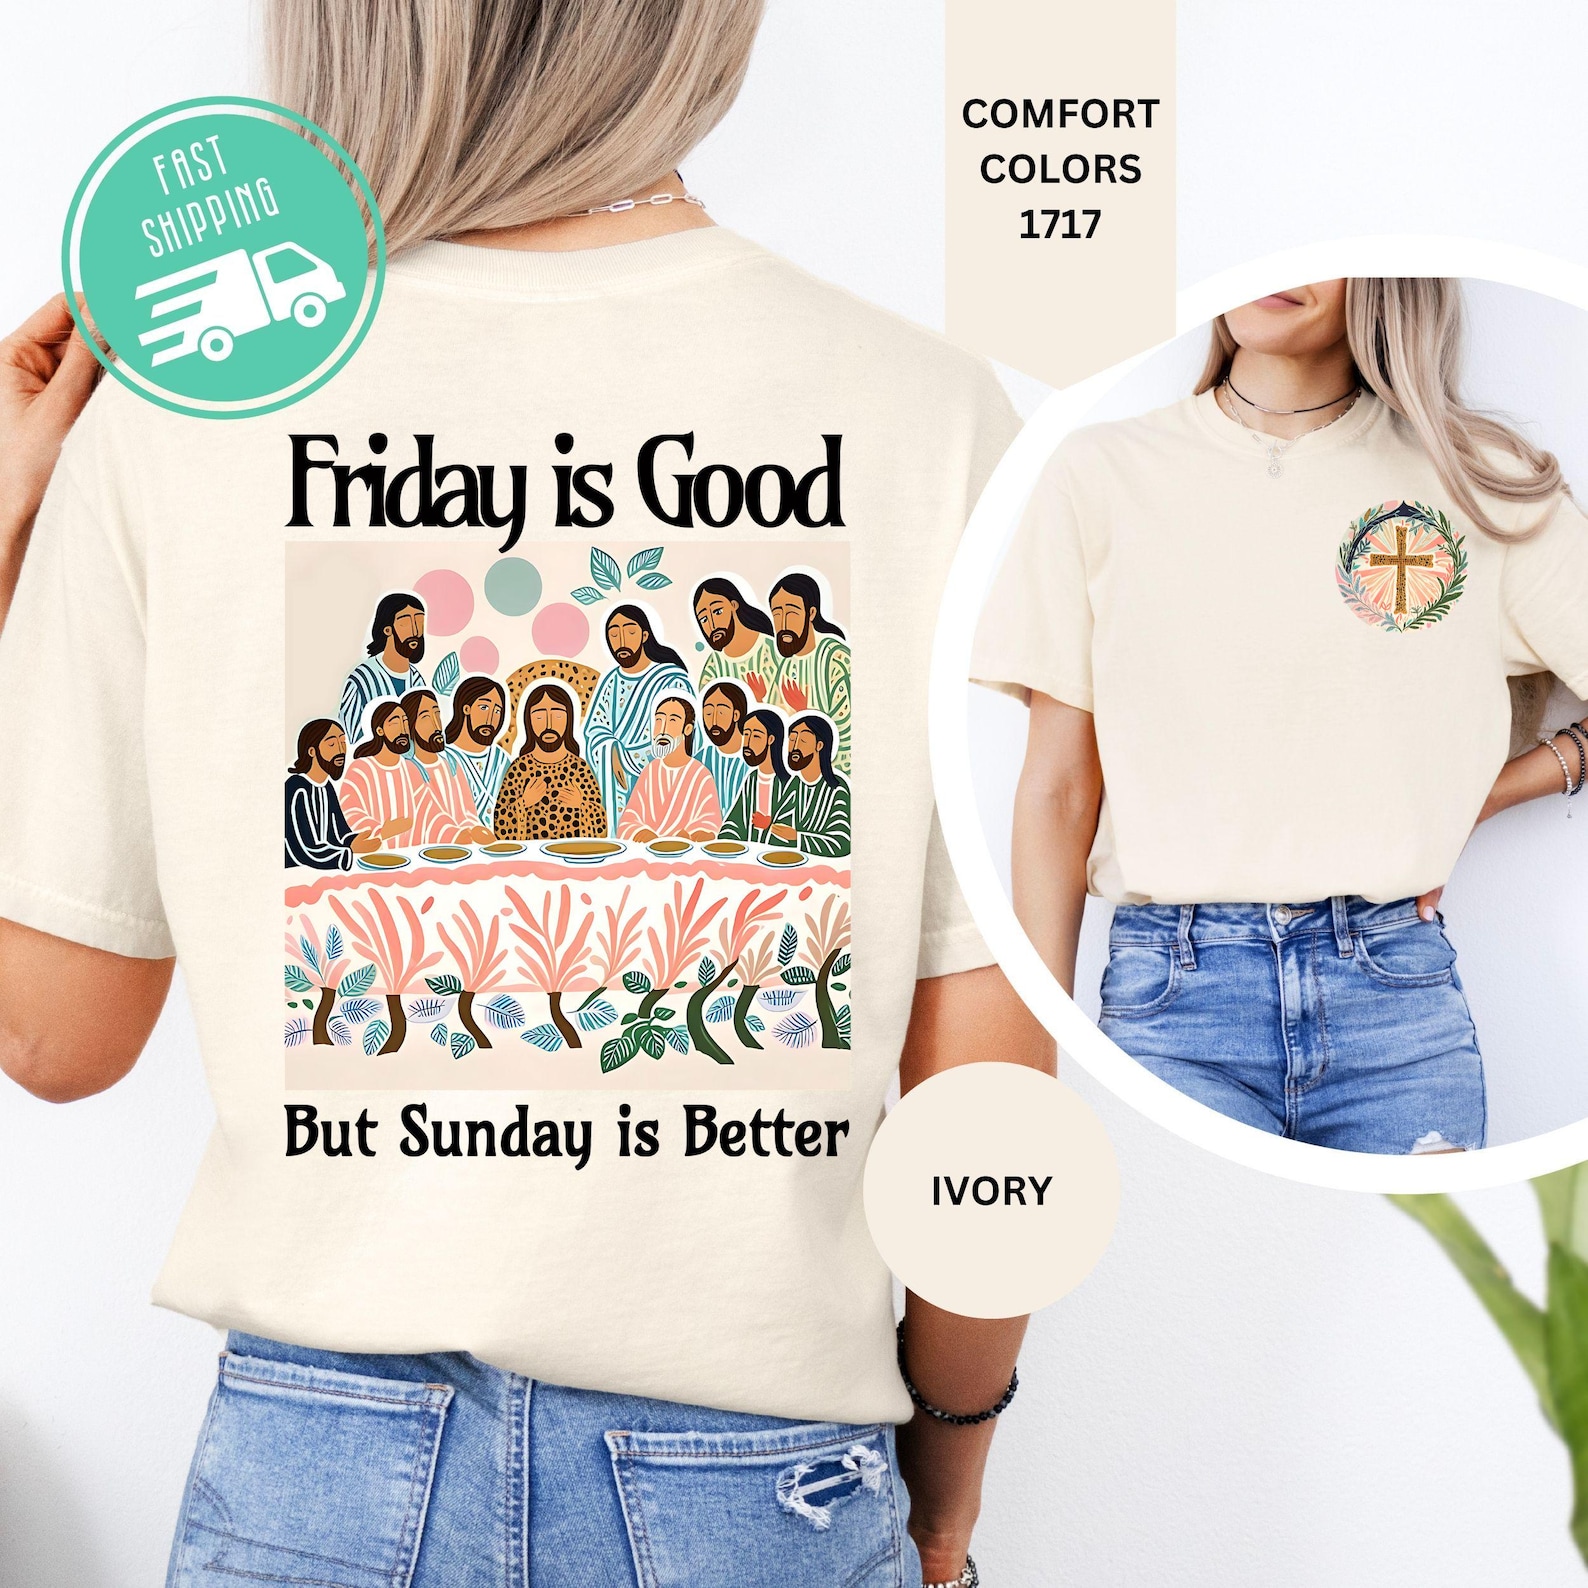 FAST
SHIPPING
COMFORT
COLORS
1717
Friday is Good
But Sunday is Better
IVORY